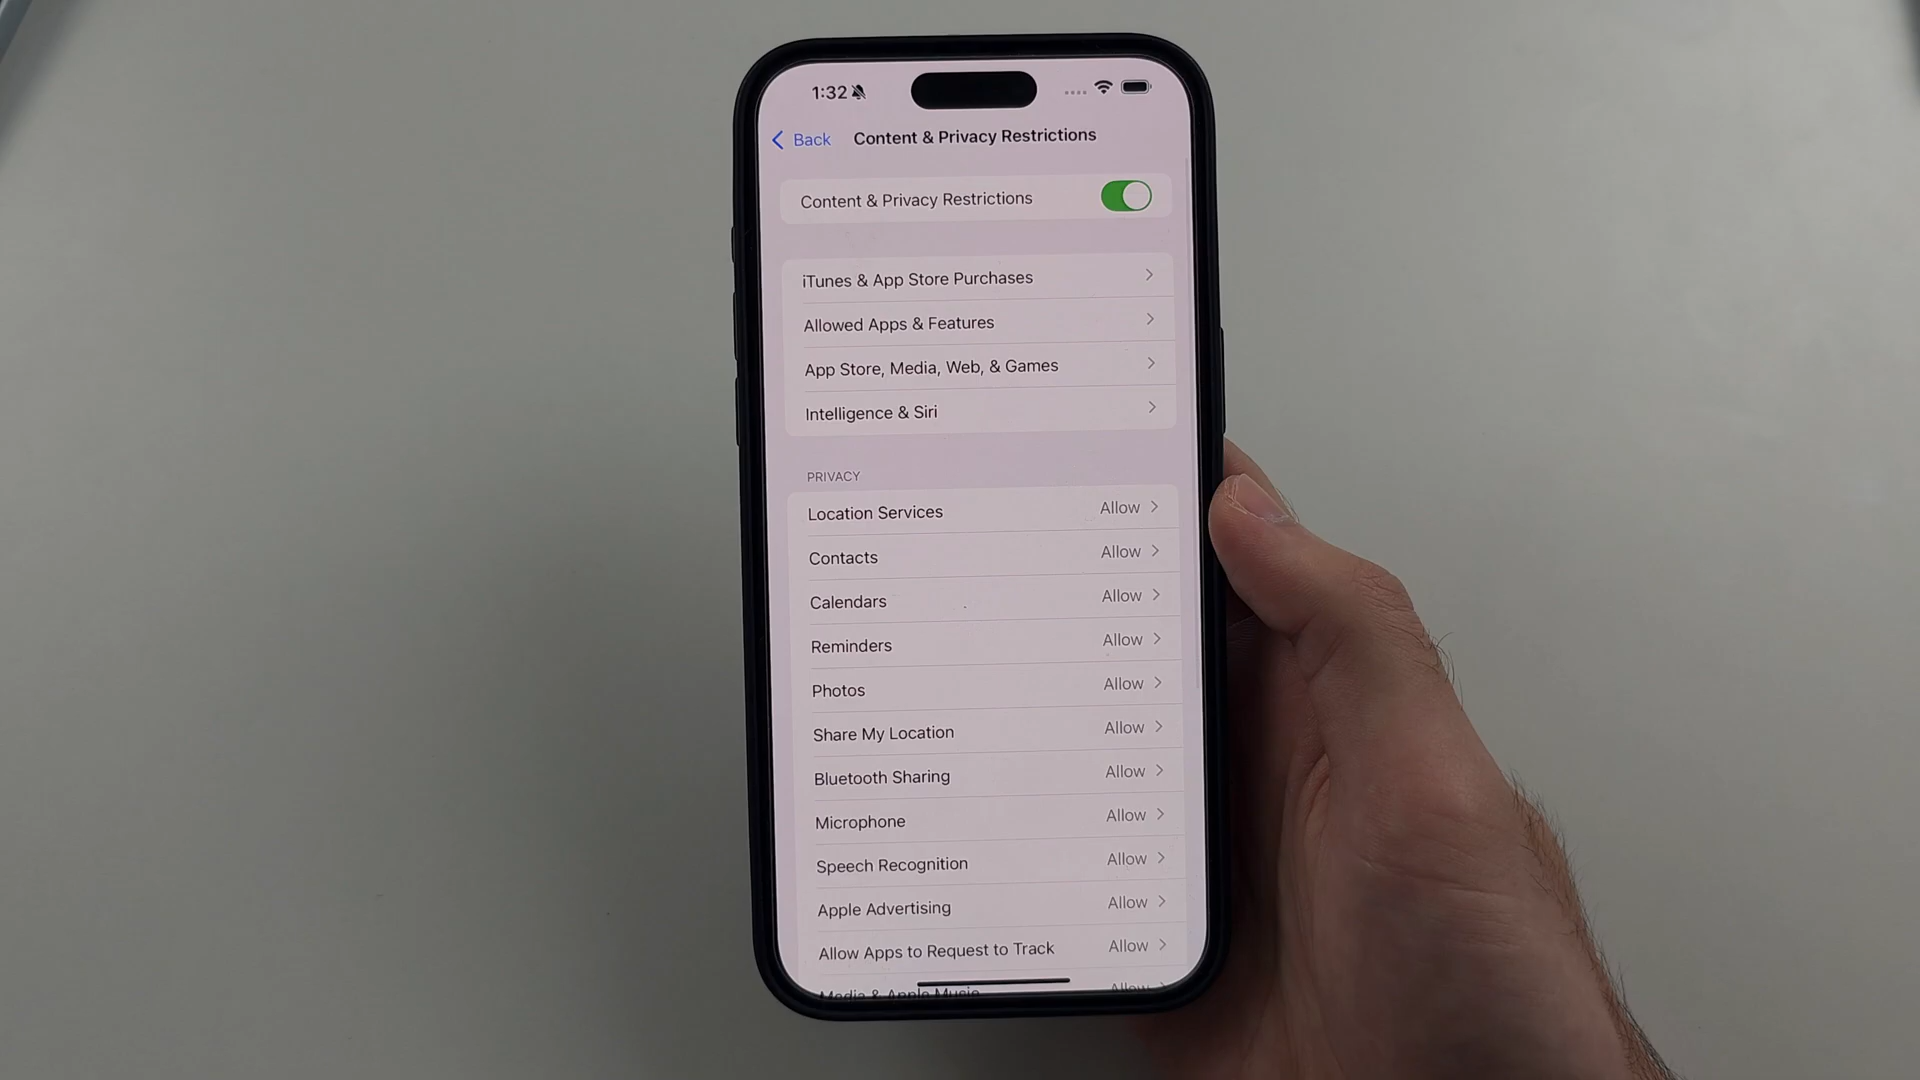 1:32
Back Content & Privacy Restrictions
Content & Privacy Restrictions
iTunes & App Store Purchases
Allowed Apps & Features
App Store, Media, Web, & Games
Intelligence & Siri
PRIVACY
Location Services Allow
Contacts Allow
Calendars Allow
Reminders Allow
Photos Allow
Share My Location Allow
Bluetooth Sharing Allow
Microphone Allow
Speech Recognition Allow
Apple Advertising Allow
Allow Apps to Request to Track Allow
Media & Apple Music Allow